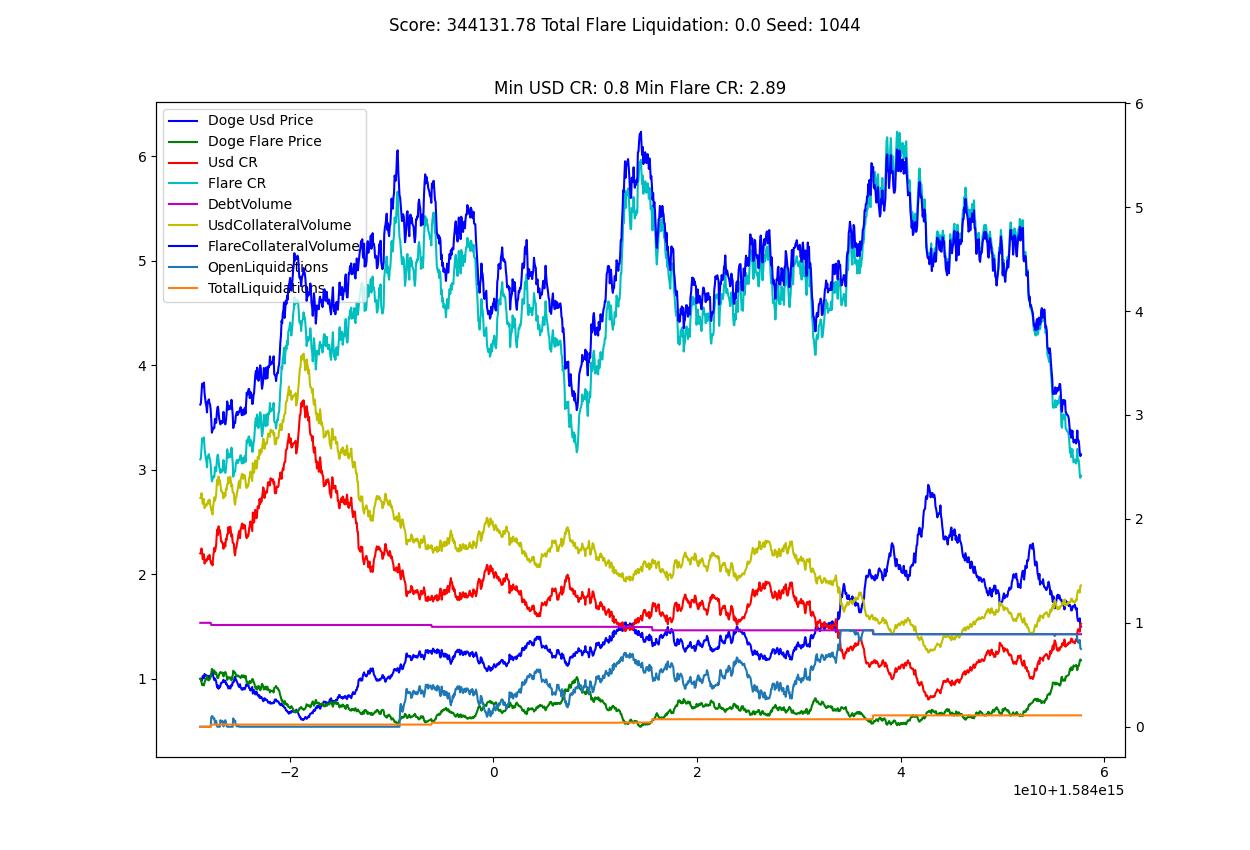 Score: 344131.78 Total Flare Liquidation: 0.0 Seed: 1044
Min USD CR: 0.8 Min Flare CR: 2.89
Doge Usd Price
Doge Flare Price
Usd CR
Flare CR
DebtVolume
UsdCollateralVolume
FlareCollateralVolume
OpenLiquidations
TotalLiquidations
6
5
4
3
2
1
6
5
4
3
2
1
0
−2 0 2 4 6
1e10+1.584e15